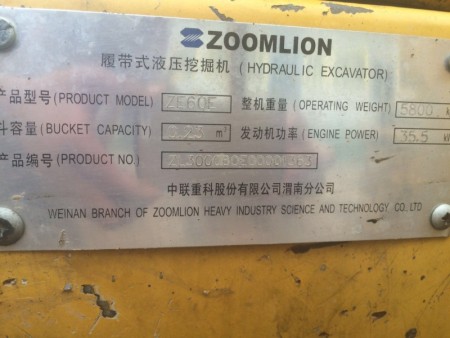 ZOOMLION
履带式液压挖掘机 (HYDRAULIC EXCAVATOR)
产品型号 (PRODUCT MODEL) ZE60E 整机重量 (OPERATING WEIGHT) 5800
斗容量 (BUCKET CAPACITY) 0.23 m³ 发动机功率 (ENGINE POWER) 35.5
产品编号 (PRODUCT NO.)
中联重科股份有限公司渭南分公司
WEINAN BRANCH OF ZOOMLION HEAVY INDUSTRY SCIENCE AND TECHNOLOGY CO., LTD